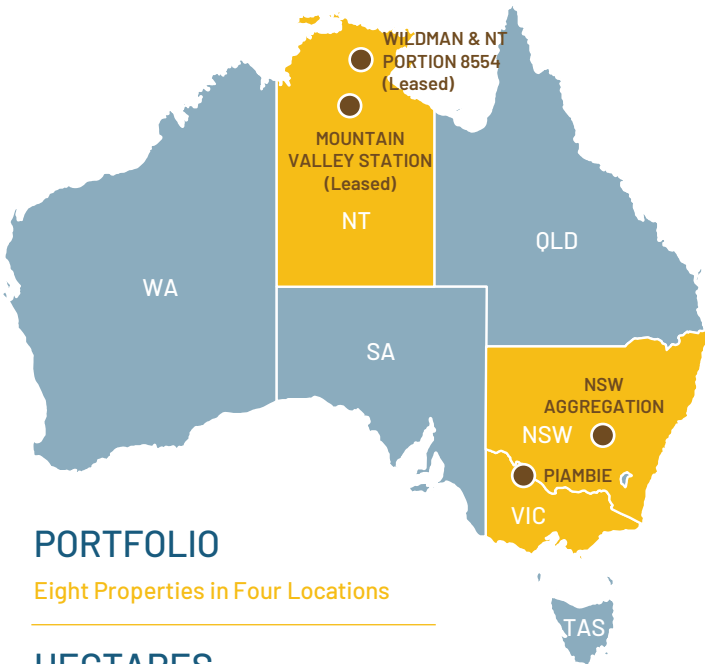 WILDMAN & NT
PORTION 8554
(Leased)
MOUNTAIN
VALLEY STATION
(Leased)
NT
QLD
WA
SA
NSW
AGGREGATION
NSW
PIAMBIE
VIC
PORTFOLIO
Eight Properties in Four Locations
TAS
HECTARES